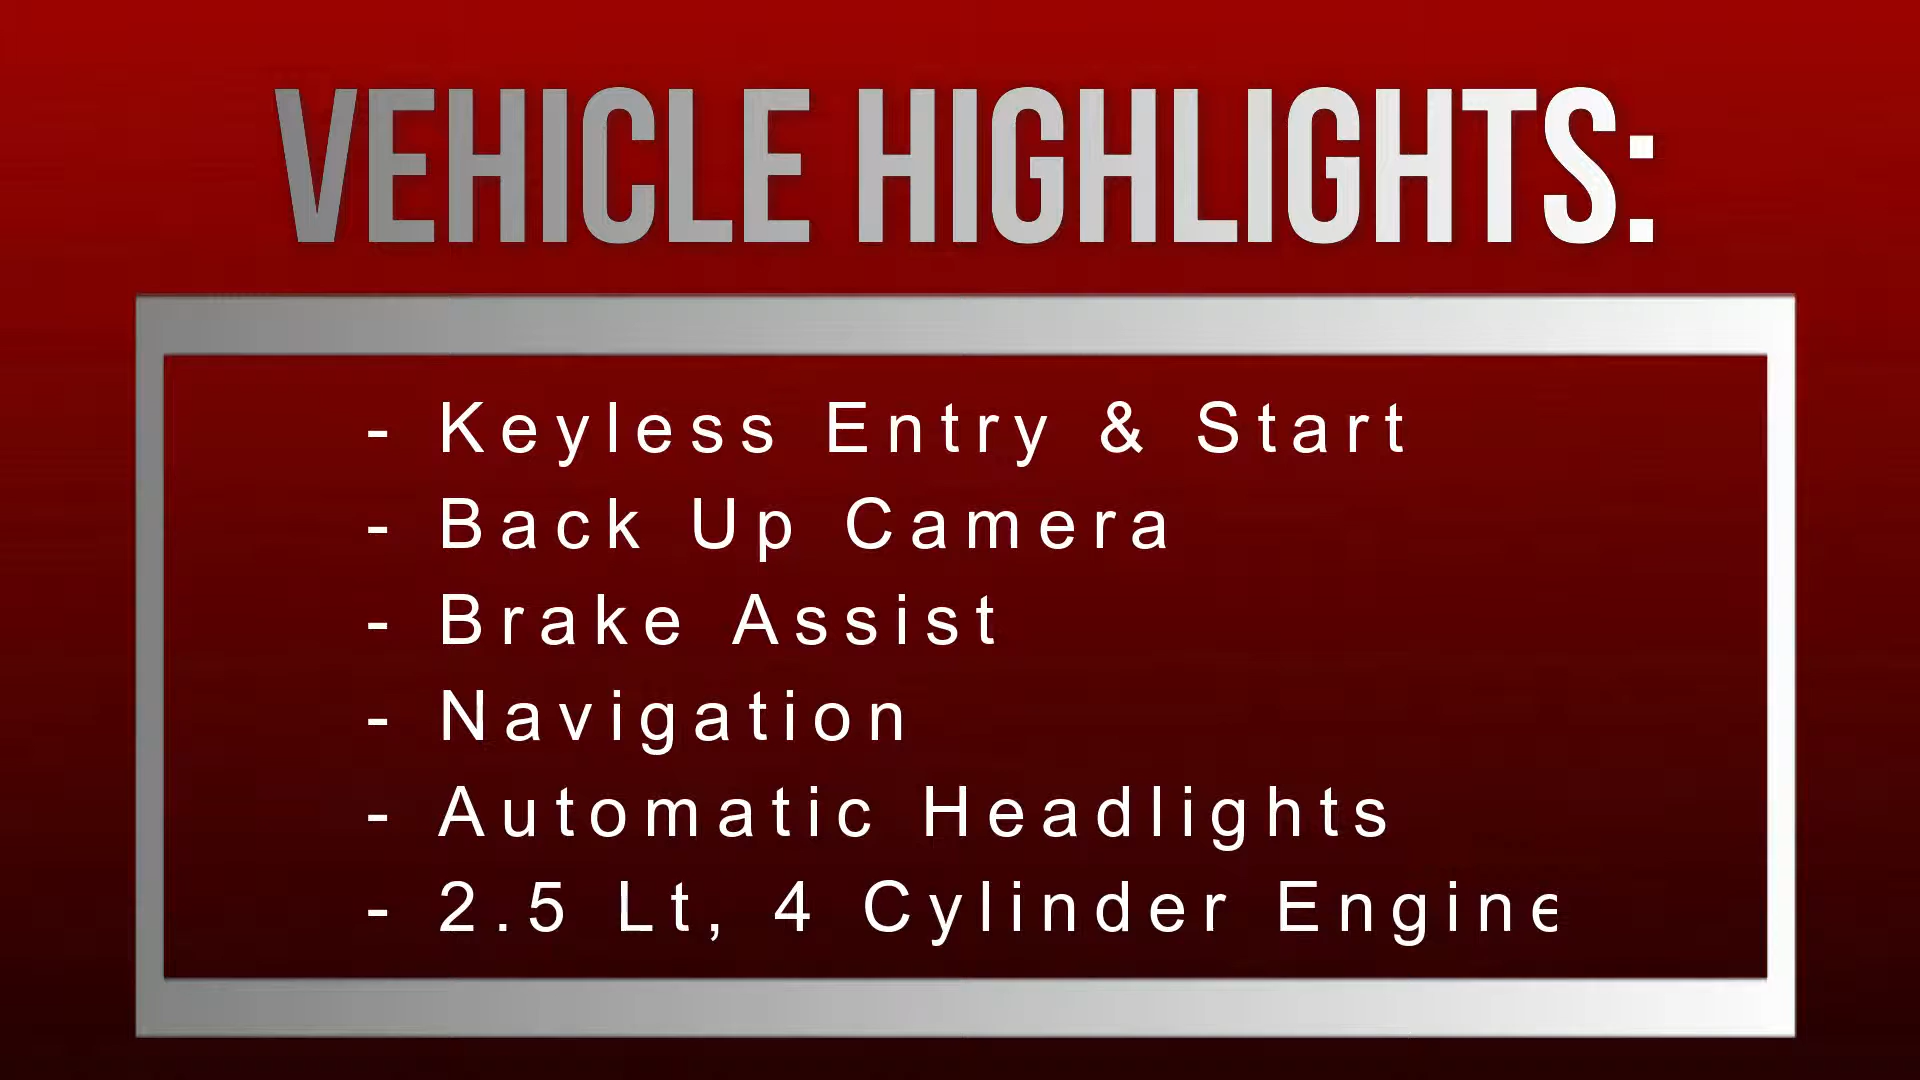 VEHICLE HIGHLIGHTS:
- Keyless Entry & Start
- Back Up Camera
- Brake Assist
- Navigation
- Automatic Headlights
- 2.5 Lt, 4 Cylinder Engine